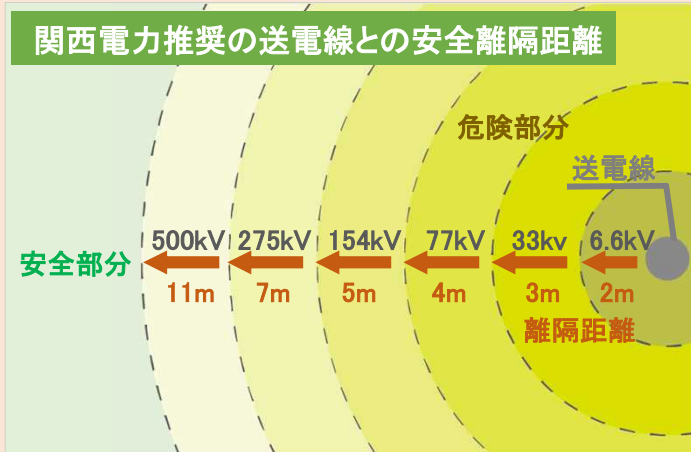 関西電力推奨の送電線との安全離隔距離
危険部分
送電線
500kV 275kV 154kV 77kV 33kv 6.6kV
安全部分
11m 7m 5m 4m 3m 2m
離隔距離